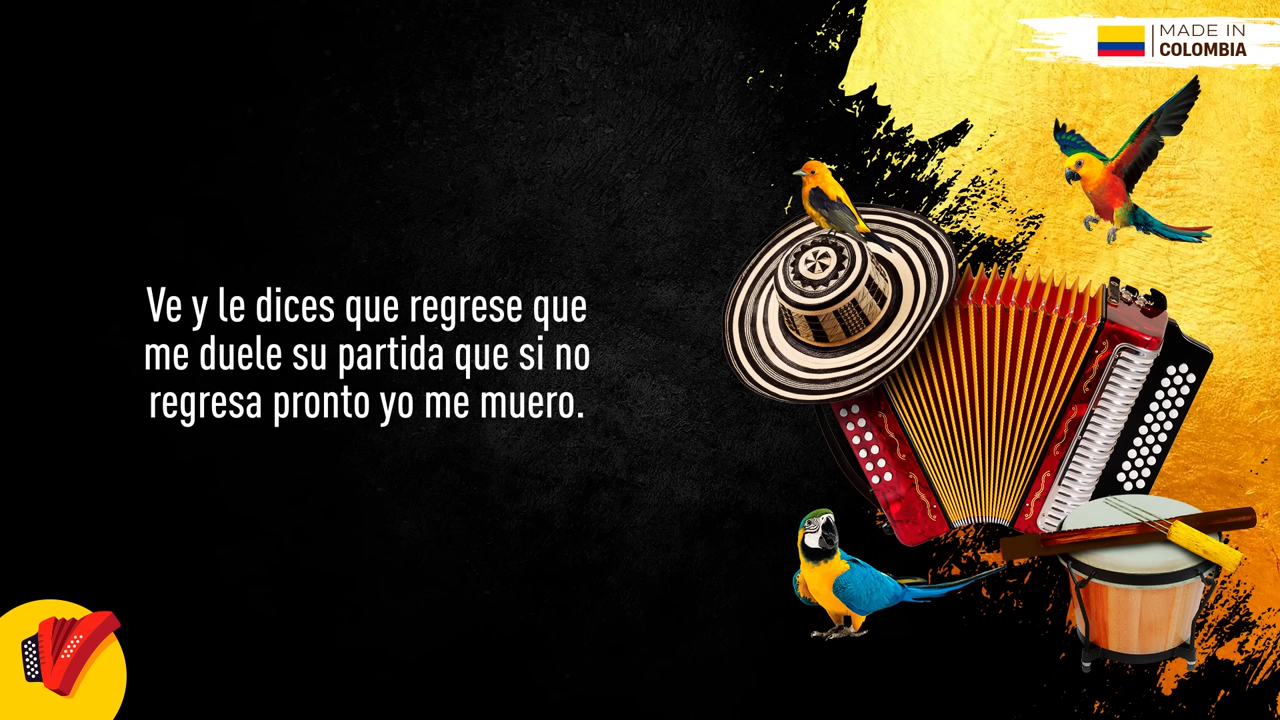 MADE IN
COLOMBIA
Ve y le dices que regrese que
me duele su partida que si no
regresa pronto yo me muero.